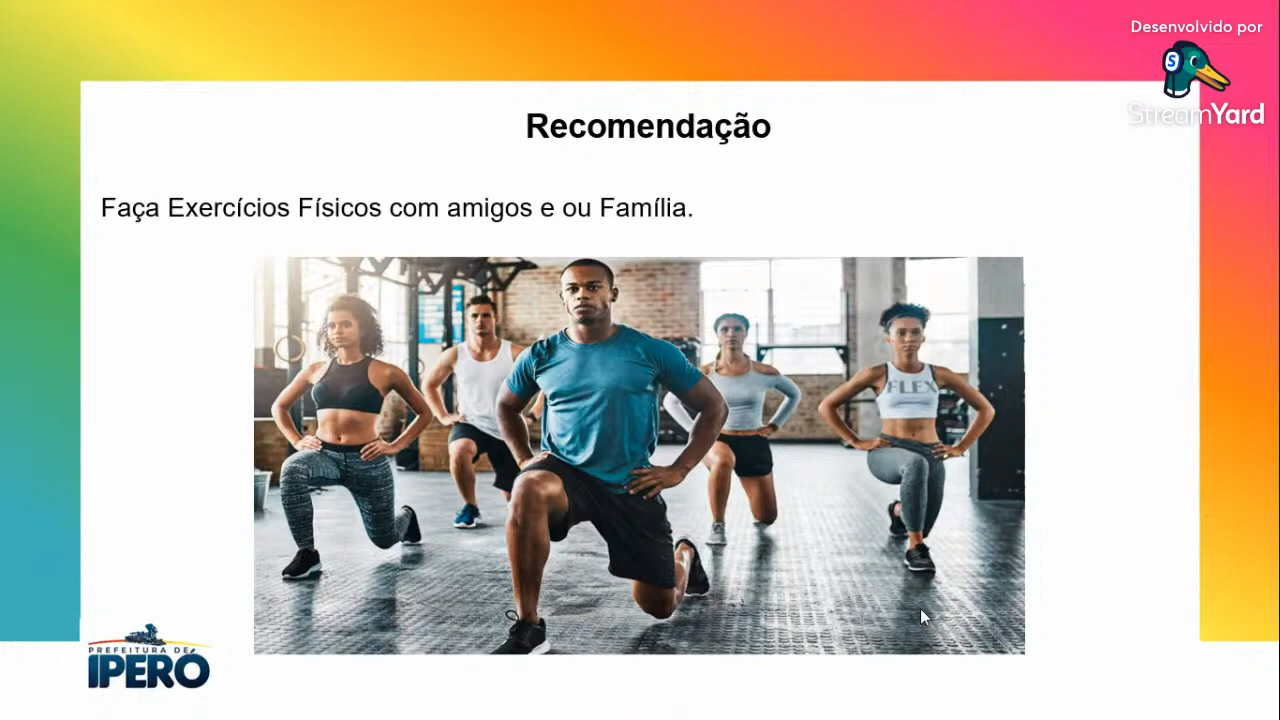 Desenvolvido por
StreamYard
Recomendação
Faça Exercícios Físicos com amigos e ou Família.
FLEX
PREFEITURA DE
IPERÓ